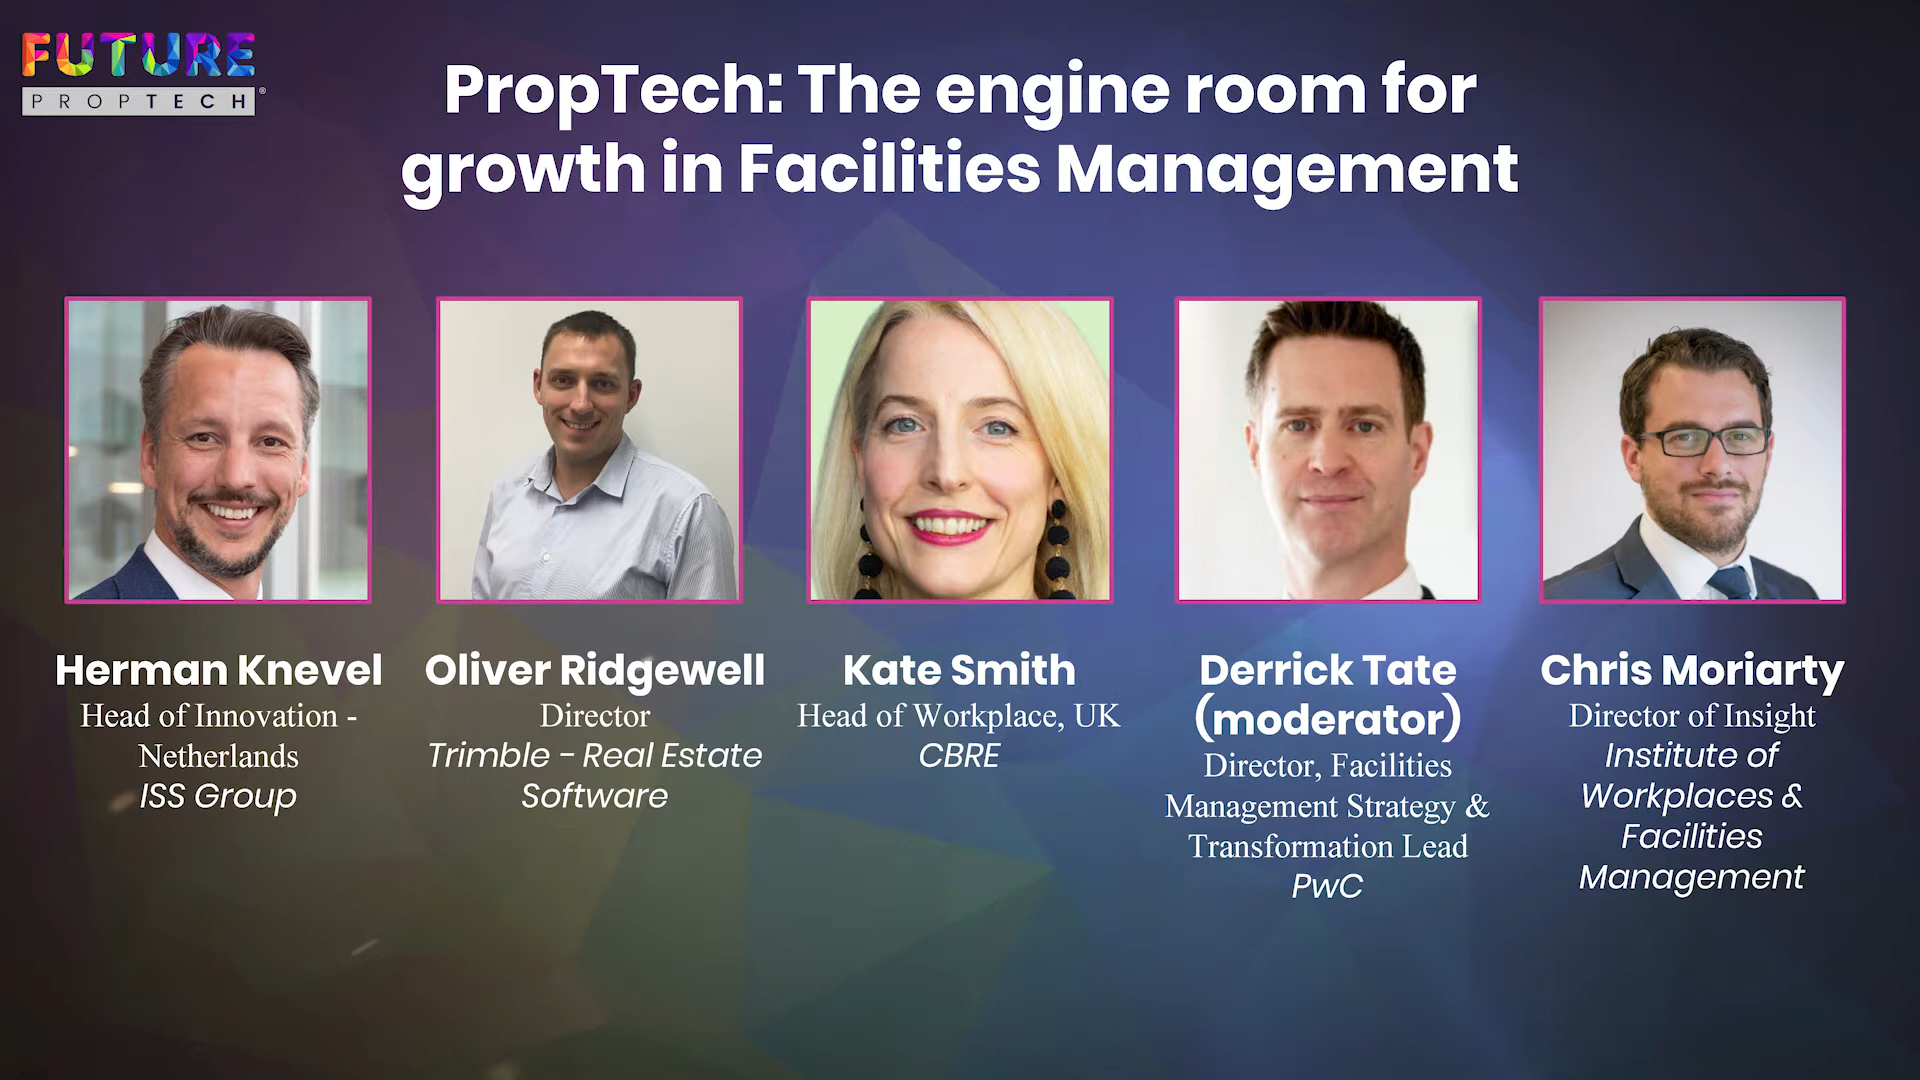 FUTURE
PROPTECH®
PropTech: The engine room for
growth in Facilities Management
Herman Knevel
Head of Innovation -
Netherlands
ISS Group
Oliver Ridgewell
Director
Trimble - Real Estate
Software
Kate Smith
Head of Workplace, UK
CBRE
Derrick Tate
(moderator)
Director, Facilities
Management Strategy &
Transformation Lead
PwC
Chris Moriarty
Director of Insight
Institute of
Workplaces &
Facilities
Management